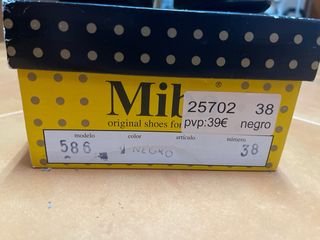 Mib
®
25702 38
pvp:39€ negro
original shoes for
modelo color artículo número
586 NEGRO 38